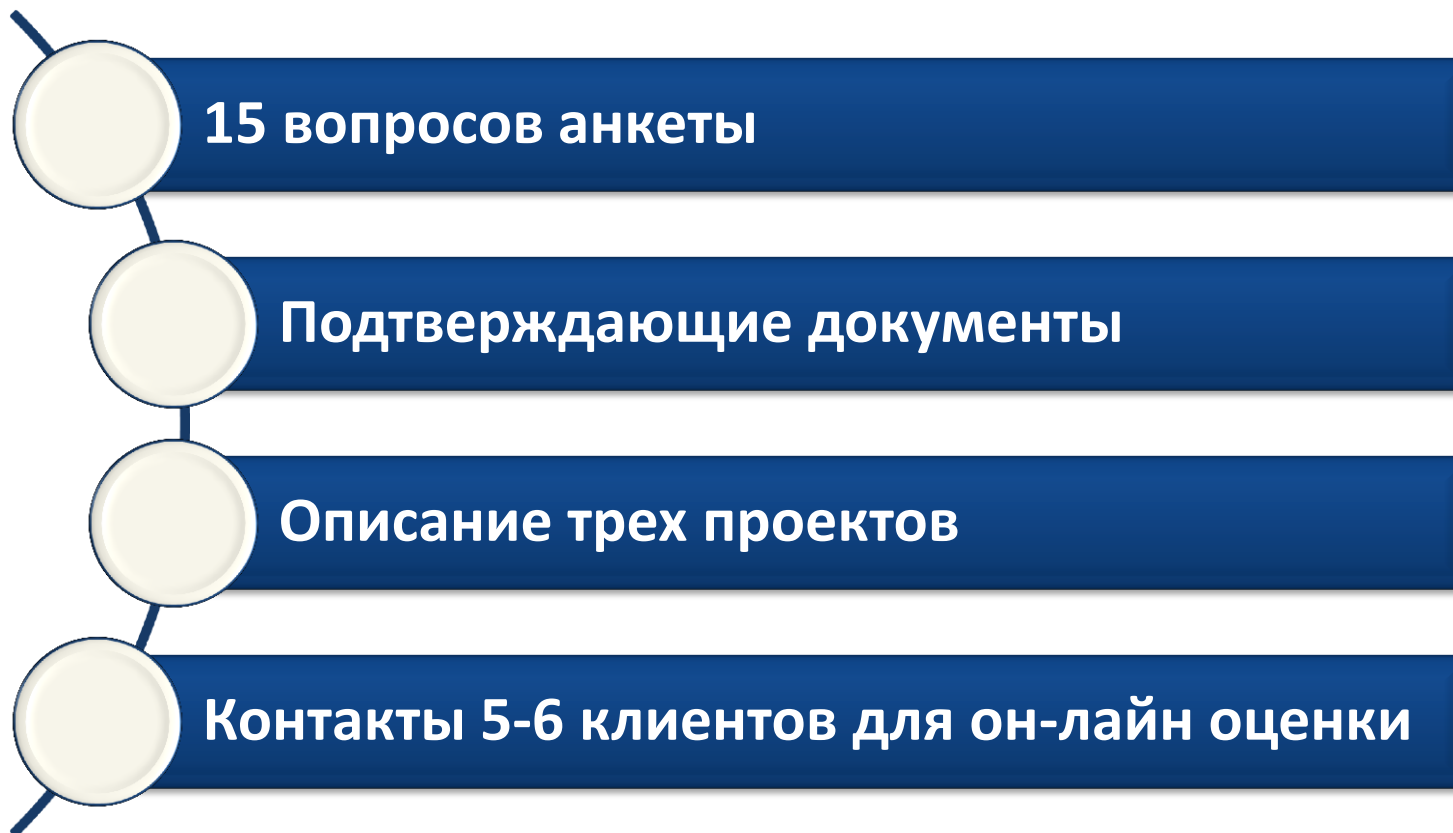 15 вопросов анкеты
Подтверждающие документы
Описание трех проектов
Контакты 5-6 клиентов для он-лайн оценки